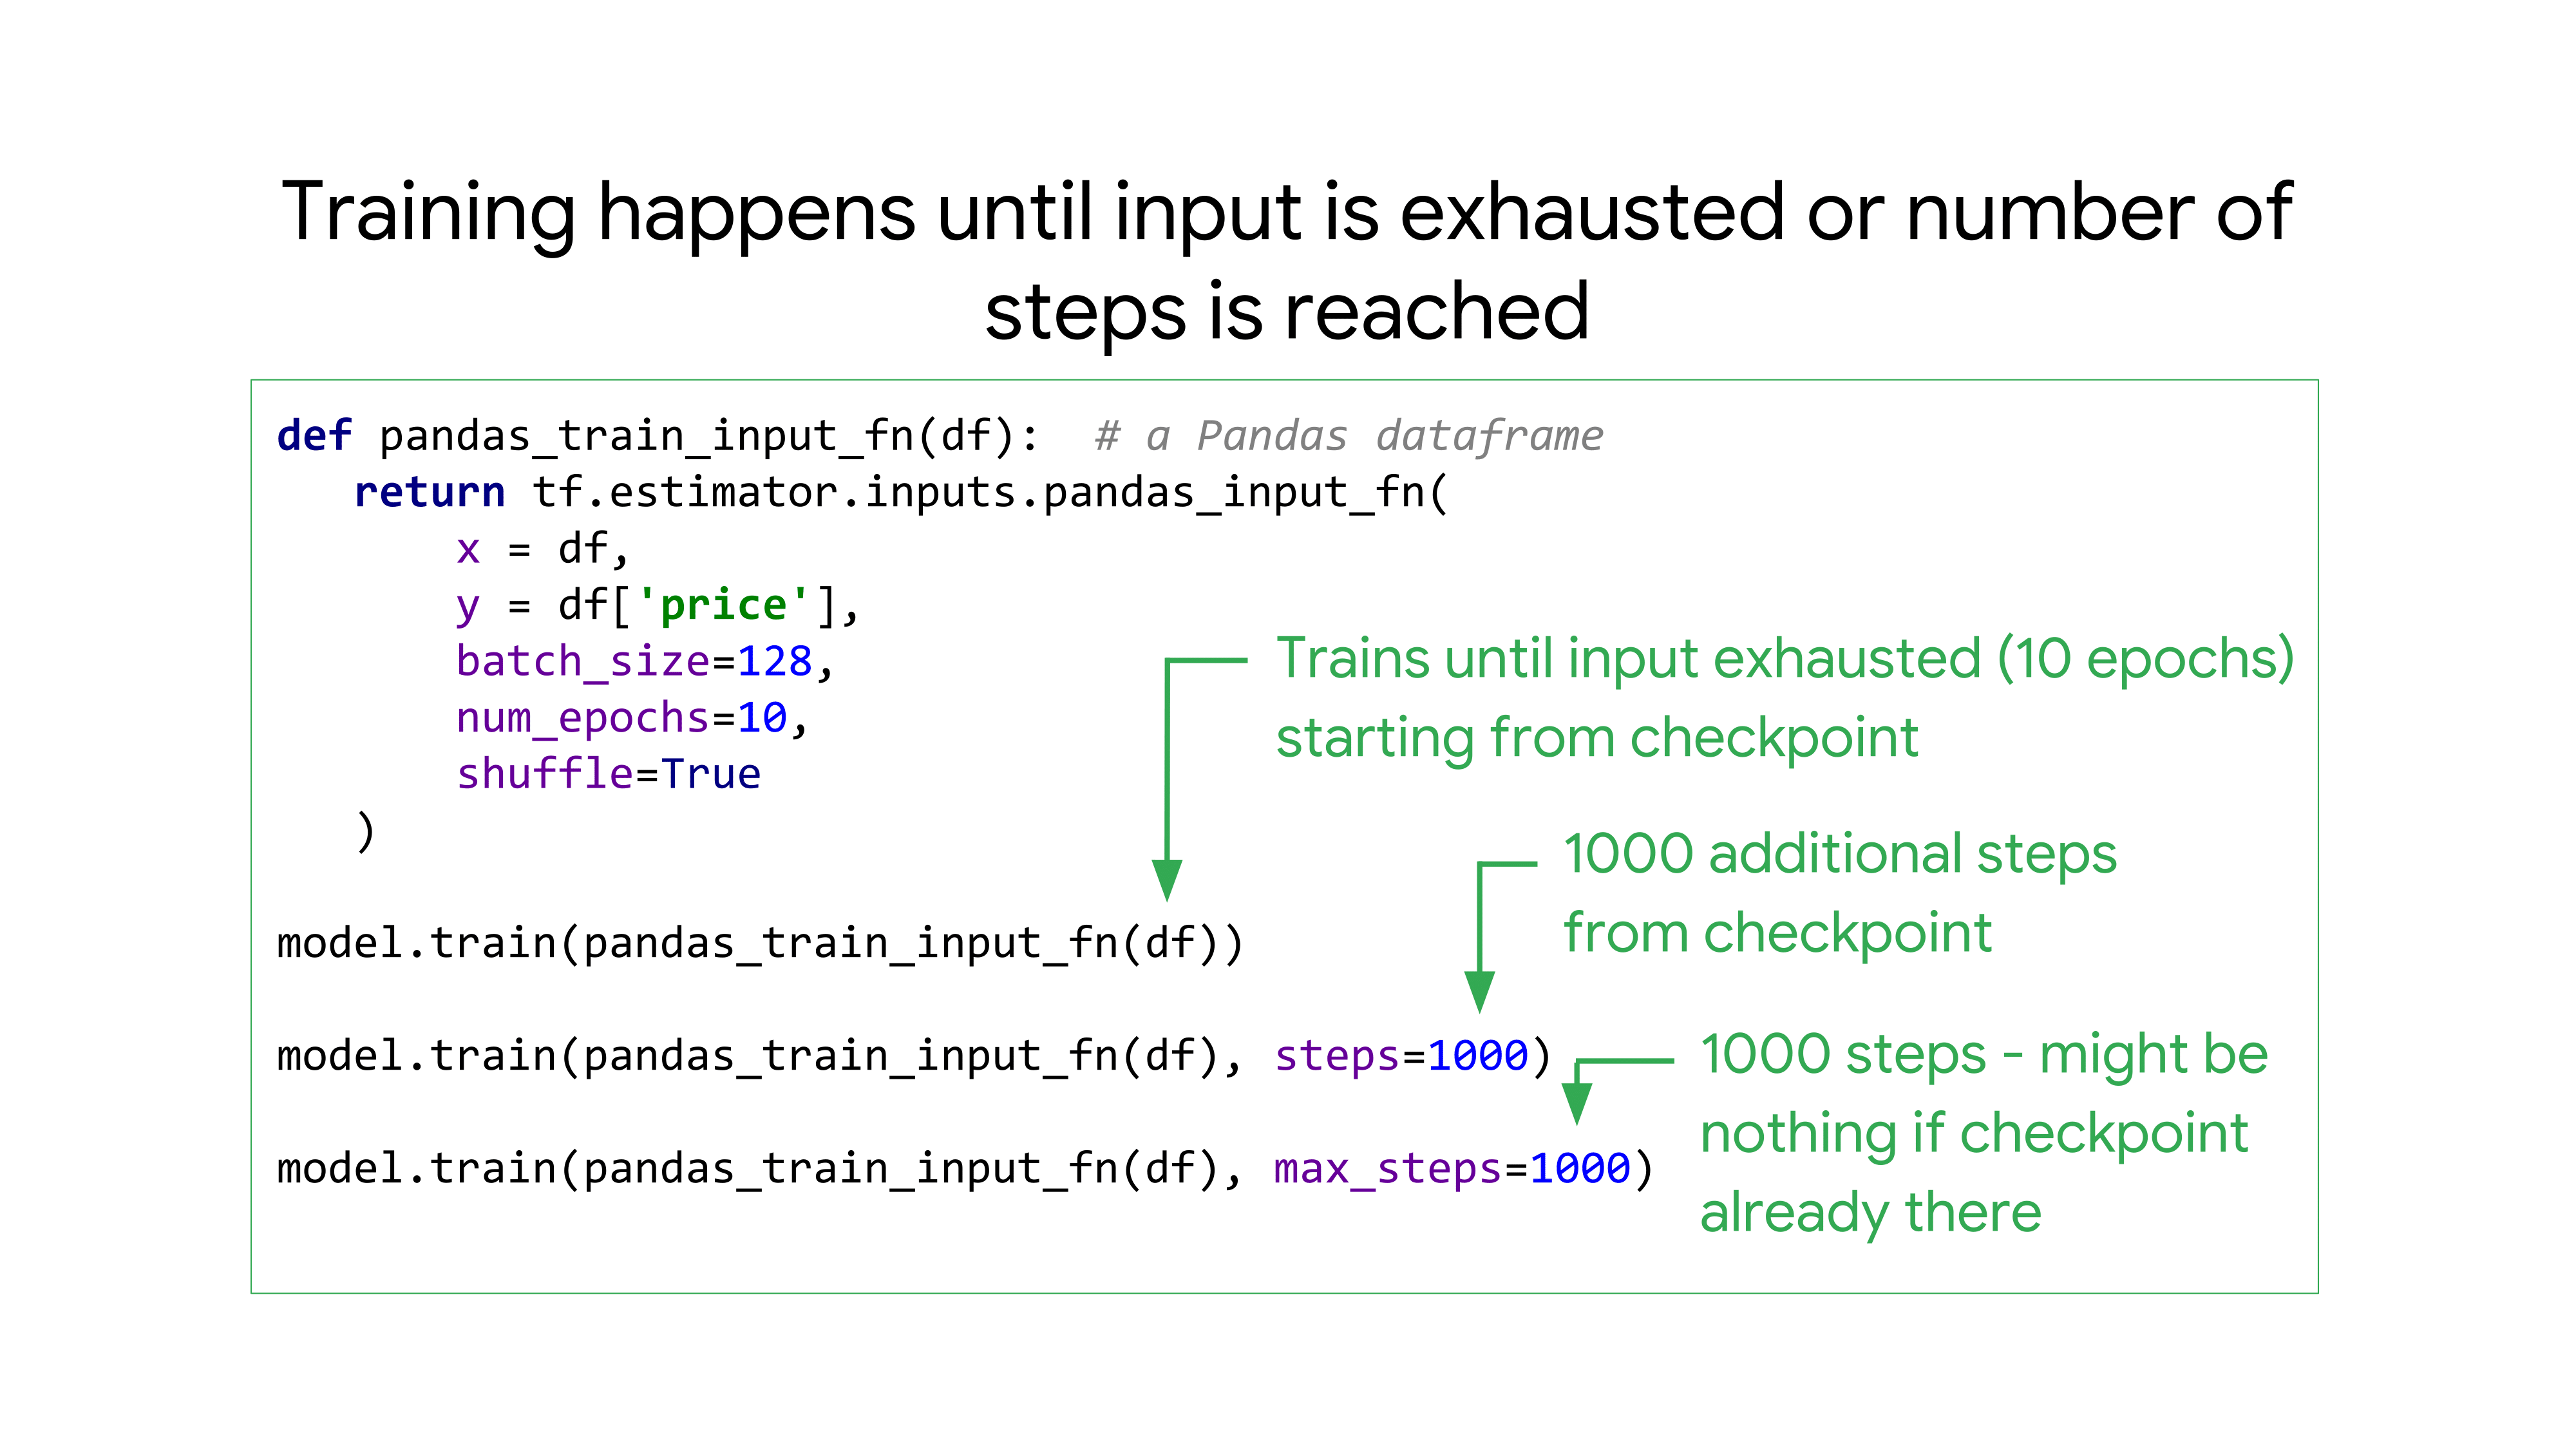 Training happens until input is exhausted or number of
steps is reached
def pandas_train_input_fn(df):  # a Pandas dataframe
   return tf.estimator.inputs.pandas_input_fn(
       x = df,
       y = df['price'],
       batch_size=128,
       num_epochs=10,
       shuffle=True
   )
Trains until input exhausted (10 epochs)
starting from checkpoint
model.train(pandas_train_input_fn(df))
1000 additional steps
from checkpoint
model.train(pandas_train_input_fn(df), steps=1000)
1000 steps - might be
nothing if checkpoint
already there
model.train(pandas_train_input_fn(df), max_steps=1000)